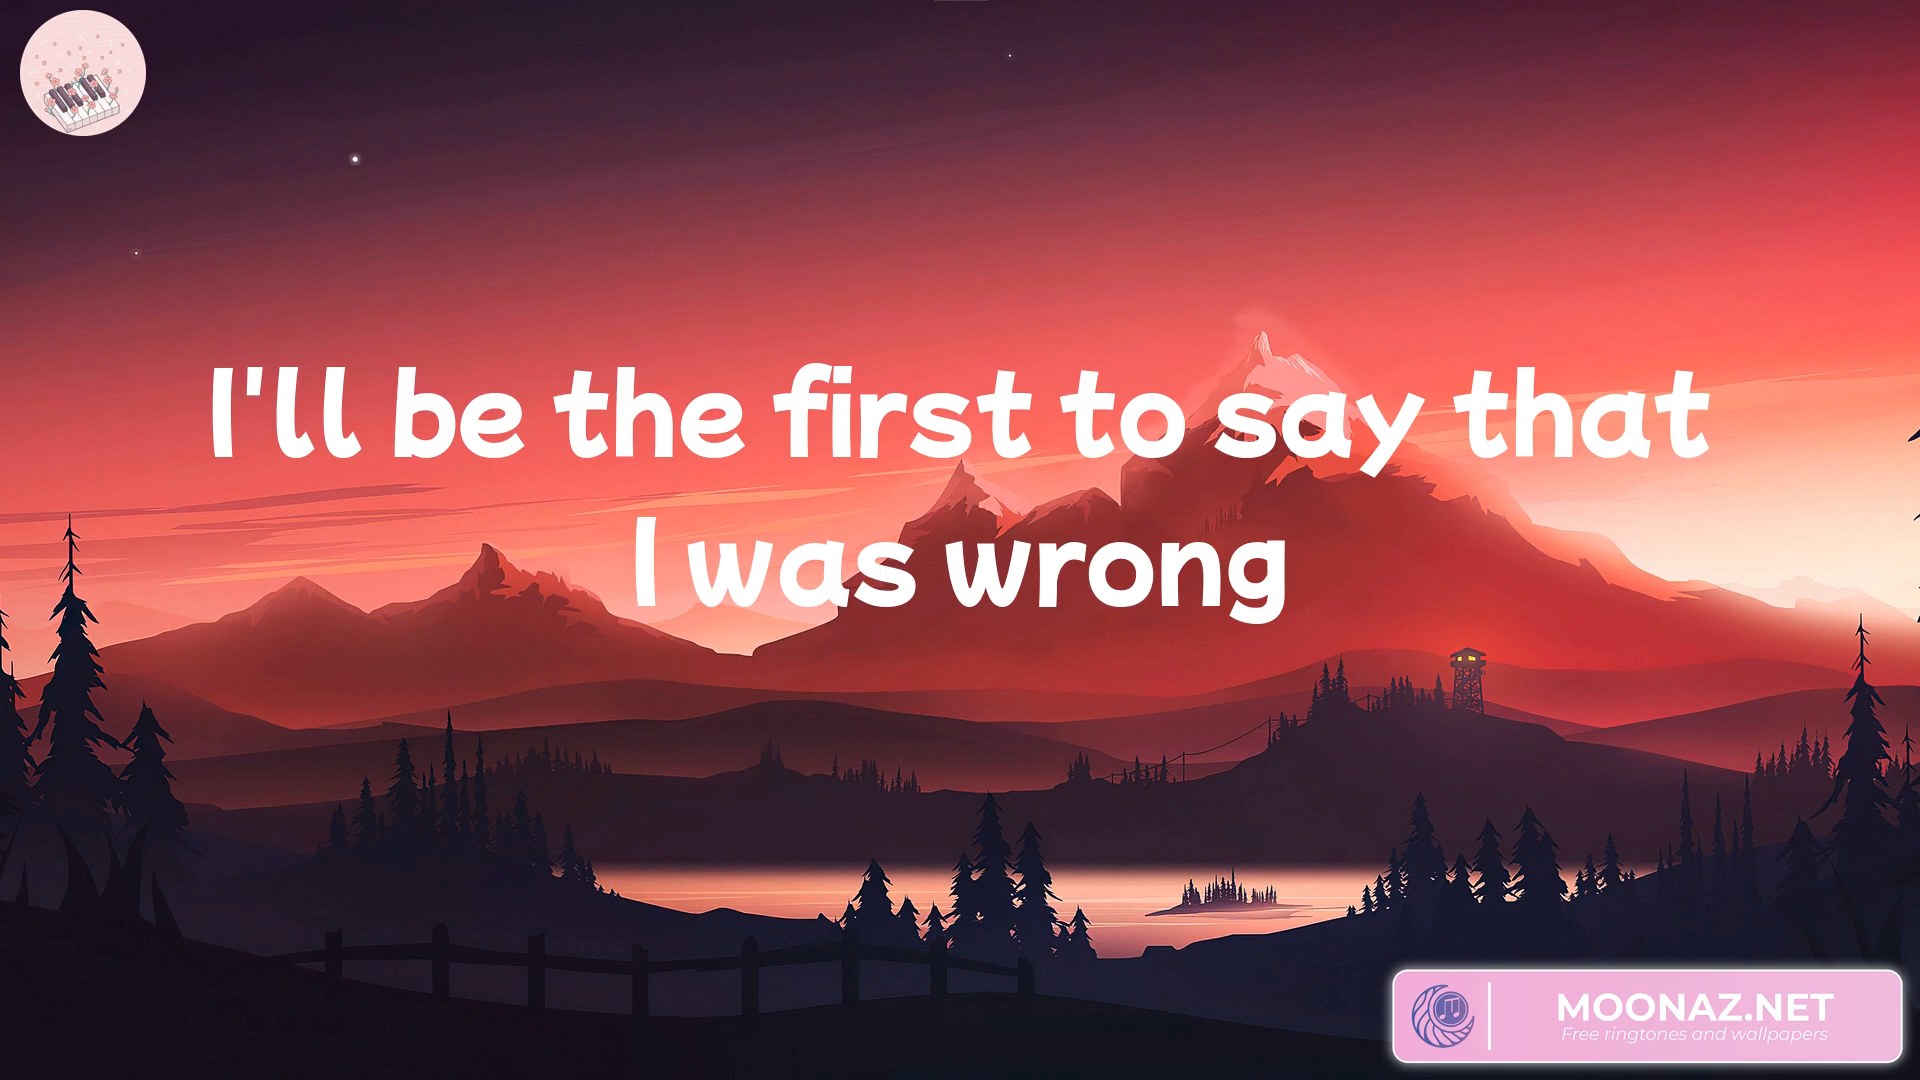 I'll be the first to say that
I was wrong
MOONAZ.NET
Free ringtones and wallpapers